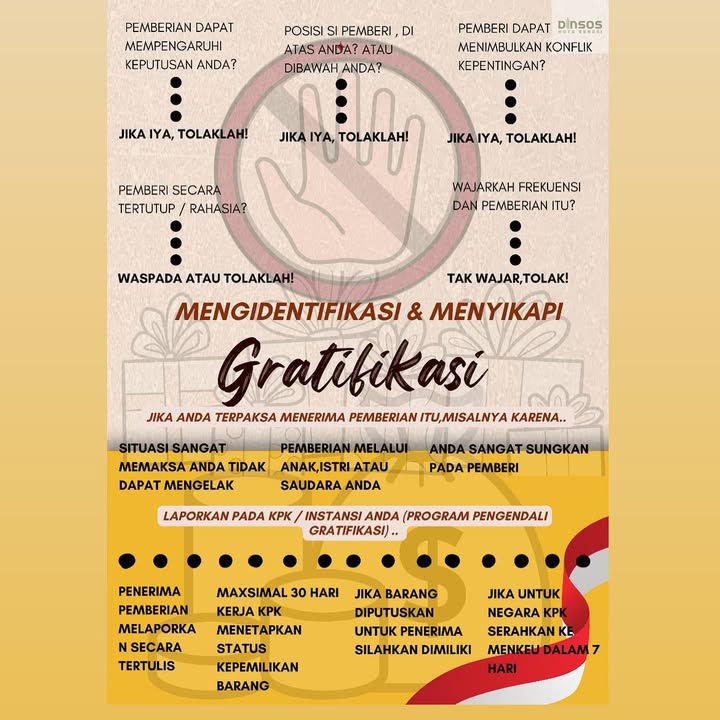 PEMBERIAN DAPAT
MEMPENGARUHI
KEPUTUSAN ANDA?
JIKA IYA, TOLAKLAH!
POSISI SI PEMBERI , DI
ATAS ANDA? ATAU
DIBAWAH ANDA?
JIKA IYA, TOLAKLAH!
DINSOS
PEMBERI DAPAT
MENIMBULKAN KONFLIK
KEPENTINGAN?
JIKA IYA, TOLAKLAH!
PEMBERI SECARA
TERTUTUP / RAHASIA?
WASPADA ATAU TOLAKLAH!
WAJARKAH FREKUENSI
DAN PEMBERIAN ITU?
TAK WAJAR,TOLAK!
MENGIDENTIFIKASI & MENYIKAPI
Gratifikasi
JIKA ANDA TERPAKSA MENERIMA PEMBERIAN ITU,MISALNYA KARENA..
SITUASI SANGAT
MEMAKSA ANDA TIDAK
DAPAT MENGELAK
PEMBERIAN MELALUI
ANAK,ISTRI ATAU
SAUDARA ANDA
ANDA SANGAT SUNGKAN
PADA PEMBERI
LAPORKAN PADA KPK / INSTANSI ANDA (PROGRAM PENGENDALI
GRATIFIKASI) ..
PENERIMA
PEMBERIAN
MELAPORKA
N SECARA
TERTULIS
MAXSIMAL 30 HARI
KERJA KPK
MENETAPKAN
STATUS
KEPEMILIKAN
BARANG
JIKA BARANG
DIPUTUSKAN
UNTUK PENERIMA
SILAHKAN DIMILIKI
JIKA UNTUK
NEGARA KPK
SERAHKAN KE
MENKEU DALAM 7
HARI